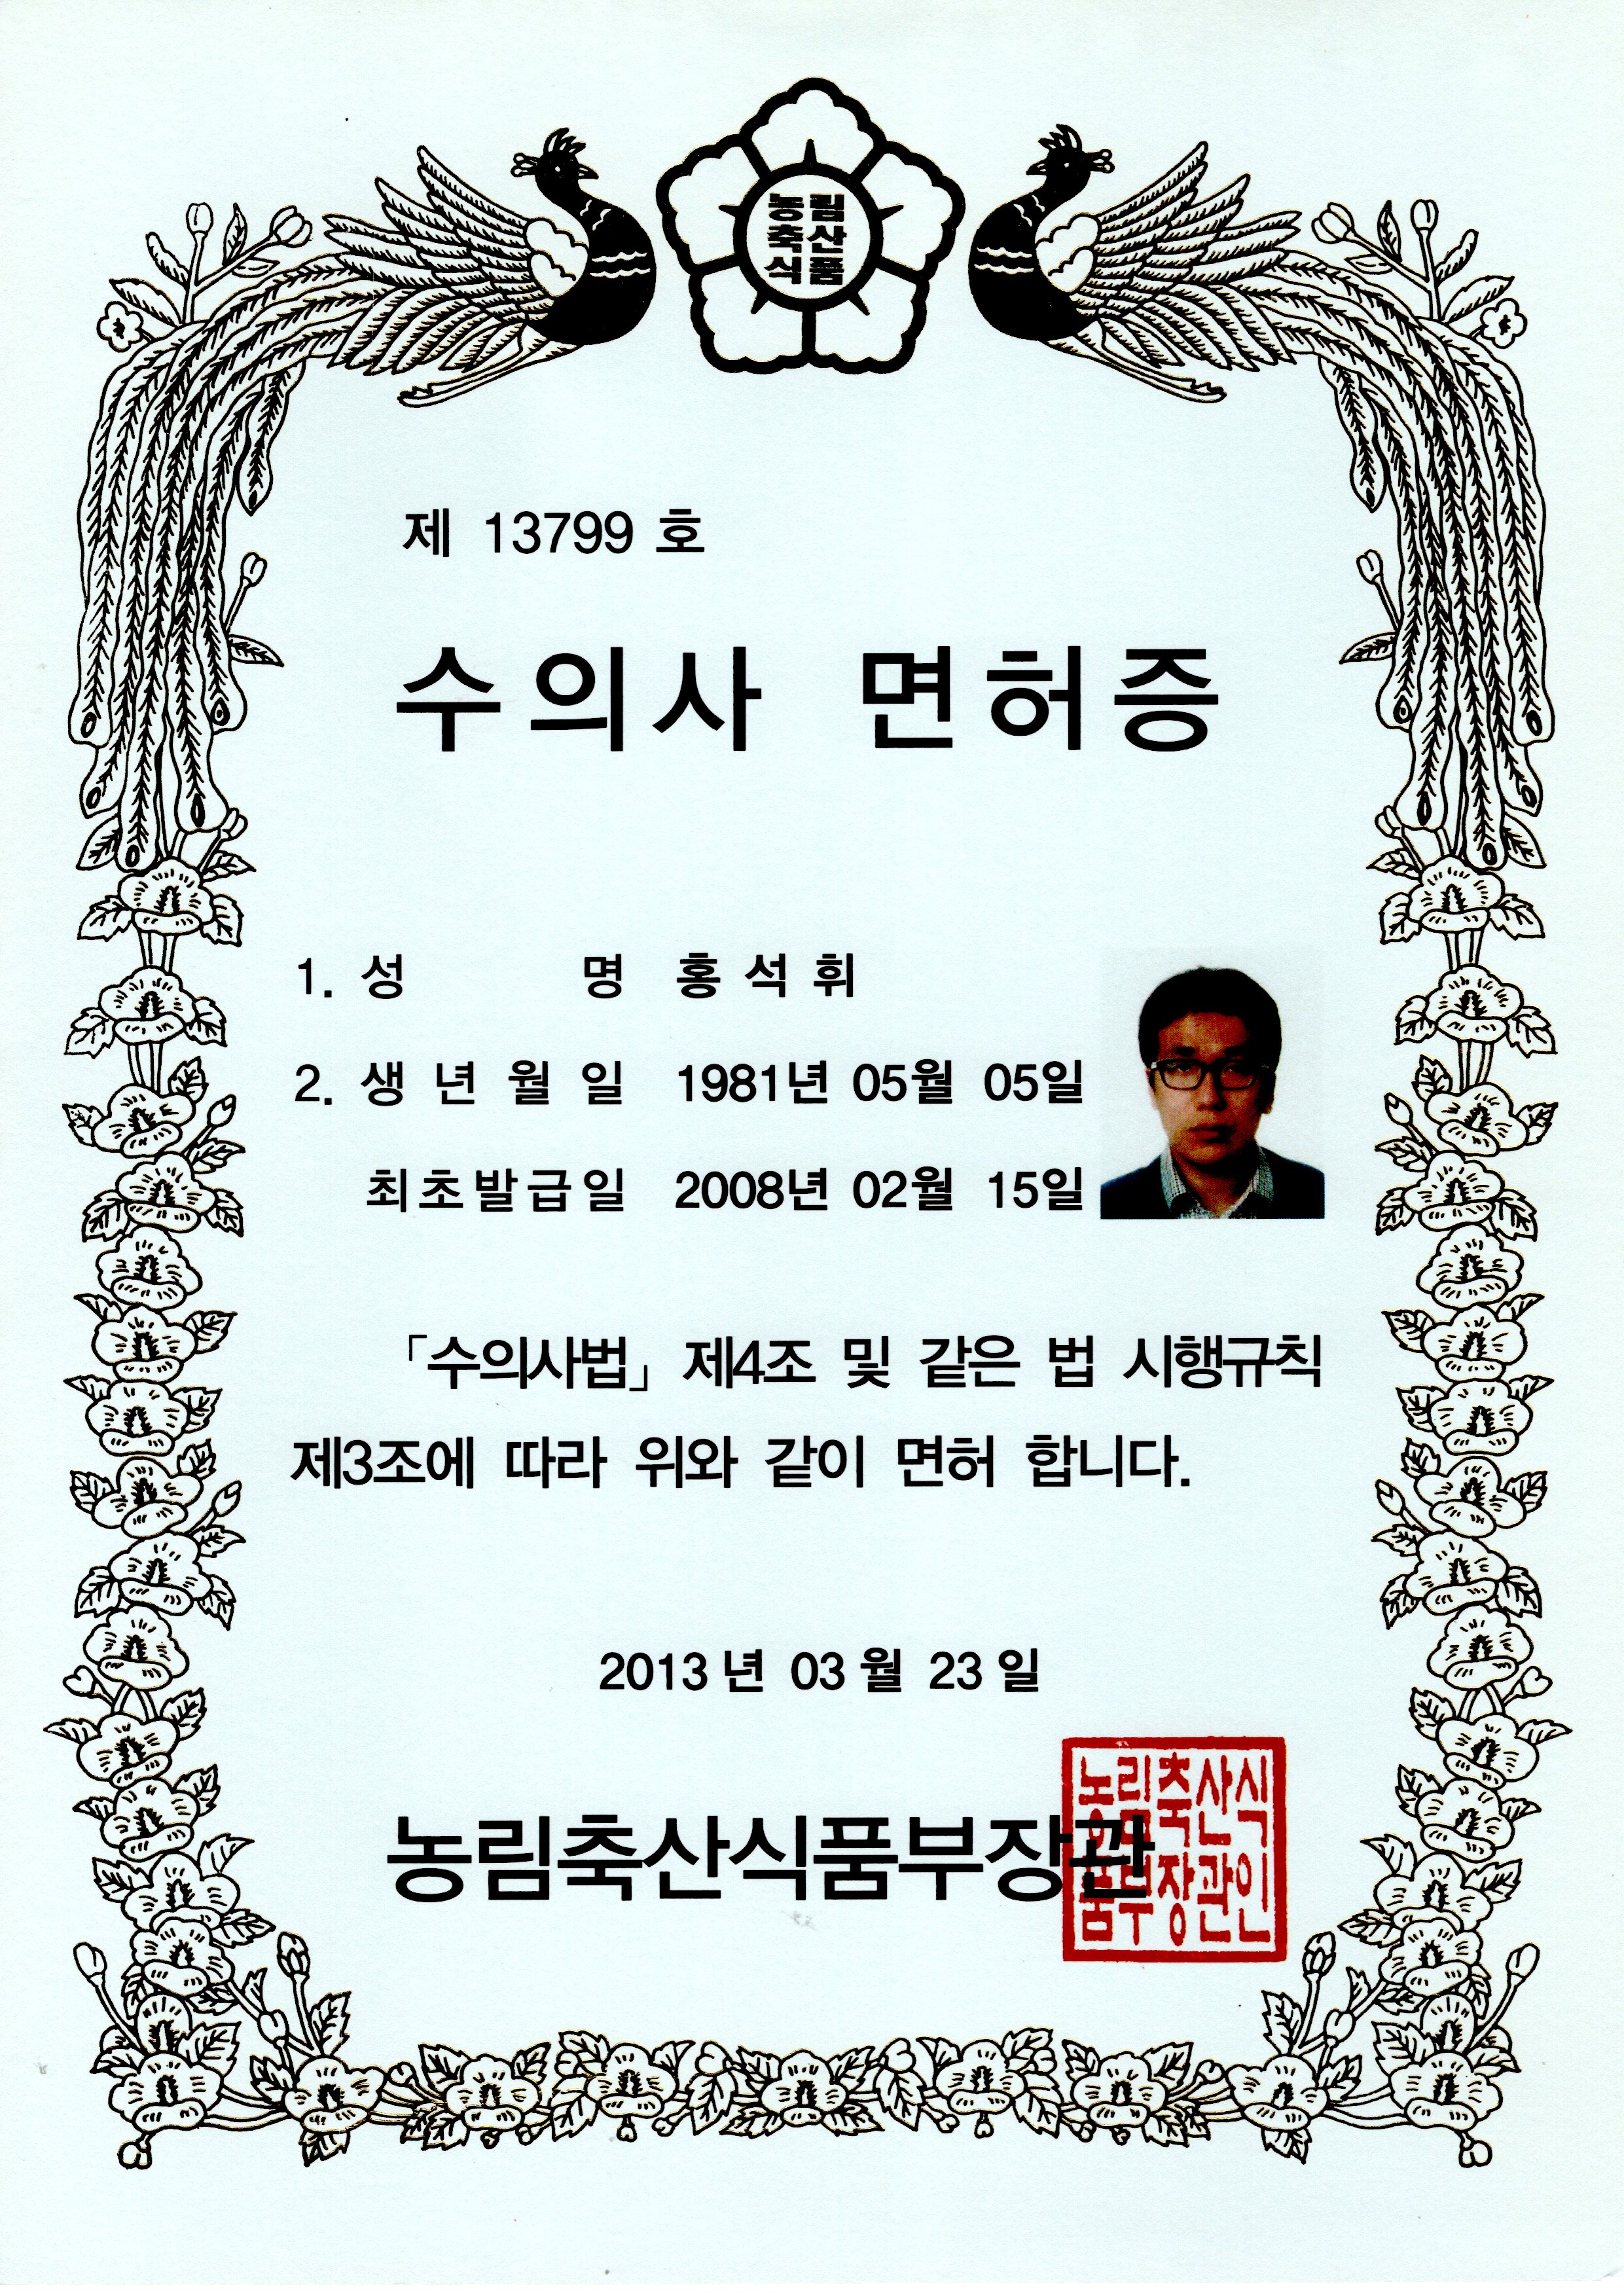 농림
축산
식품
제 13799 호
수의사 면허증
1. 성 명 홍 석 휘
2. 생 년 월 일 1981년 05월 05일
최초발급일 2008년 02월 15일
「수의사법」 제4조 및 같은 법 시행규칙
제3조에 따라 위와 같이 면허 합니다.
2013 년 03 월 23 일
농림축산식품부장관
농림축산식
품부장관인